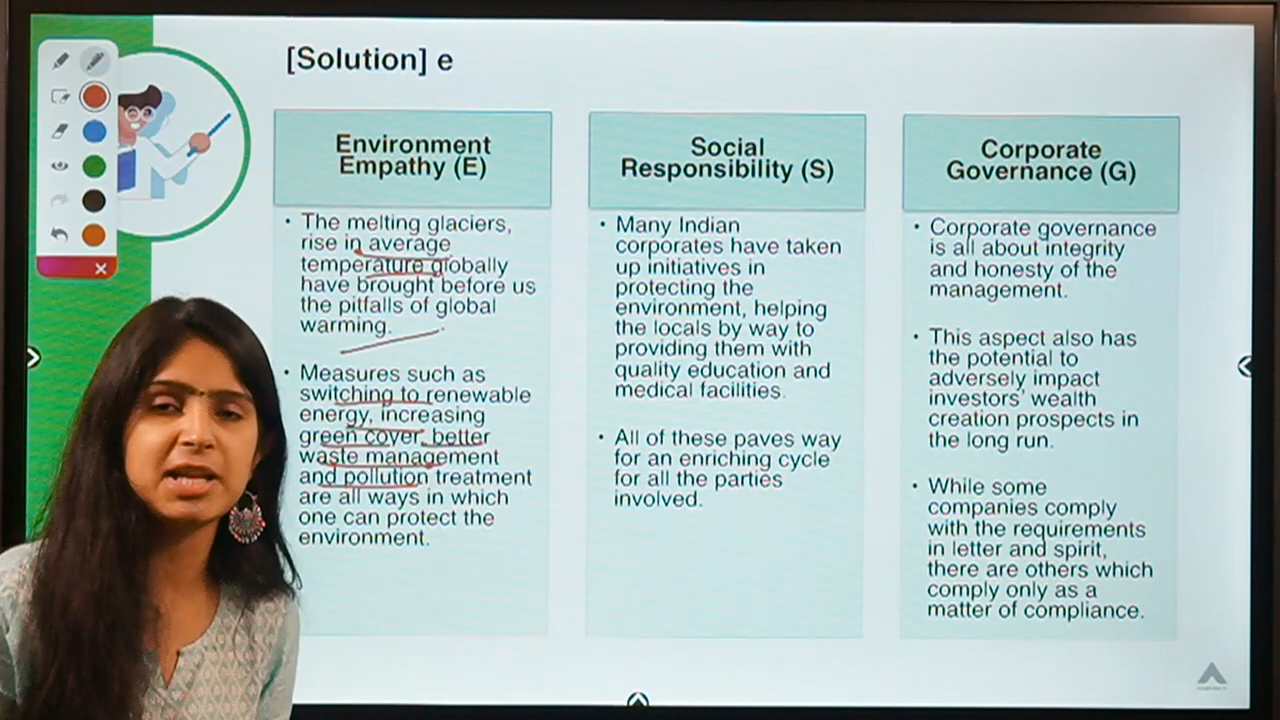 [Solution] e
Environment
Empathy (E)
• The melting glaciers,
rise in average
temperature globally
have brought before us
the pitfalls of global
warming.
• Measures such as
switching to renewable
energy, increasing
green cover, better
waste management
and pollution treatment
are all ways in which
one can protect the
environment.
Social
Responsibility (S)
• Many Indian
corporates have taken
up initiatives in
protecting the
environment, helping
the locals by way to
providing them with
quality education and
medical facilities.
• All of these paves way
for an enriching cycle
for all the parties
involved.
Corporate
Governance (G)
• Corporate governance
is all about integrity
and honesty of the
management.
• This aspect also has
the potential to
adversely impact
investors' wealth
creation prospects in
the long run.
• While some
companies comply
with the requirements
in letter and spirit,
there are others which
comply only as a
matter of compliance.